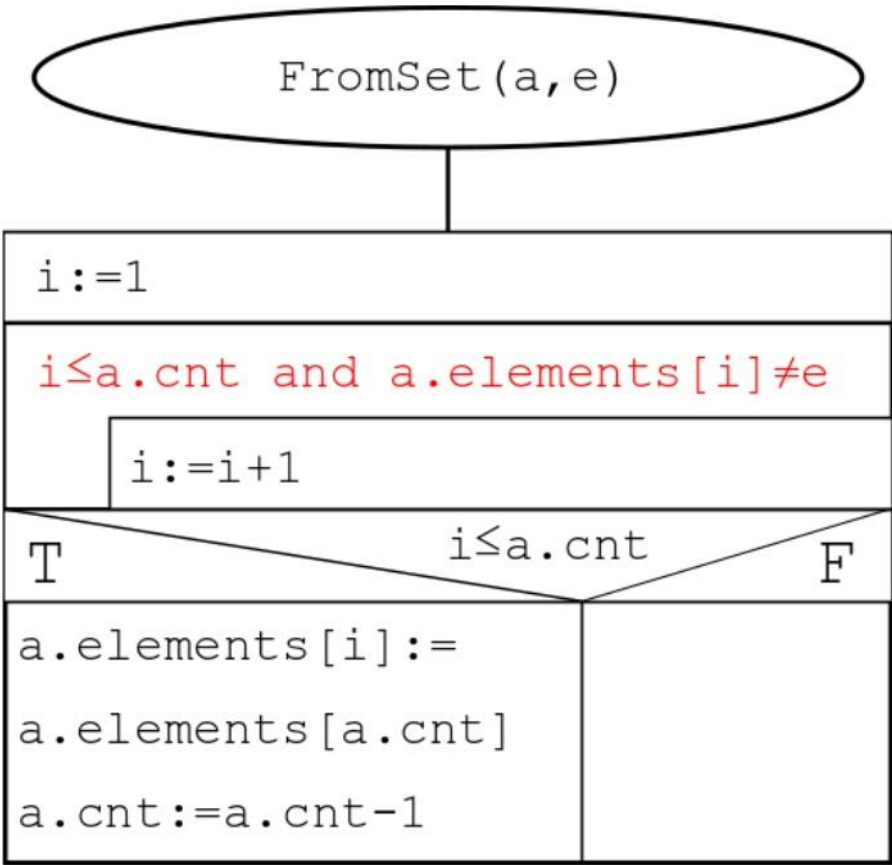 FromSet(a,e)
i:=1
i≤a.cnt and a.elements[i]≠e
i:=i+1
i≤a.cnt
T
F
a.elements[i]:=
a.elements[a.cnt]
a.cnt:=a.cnt-1